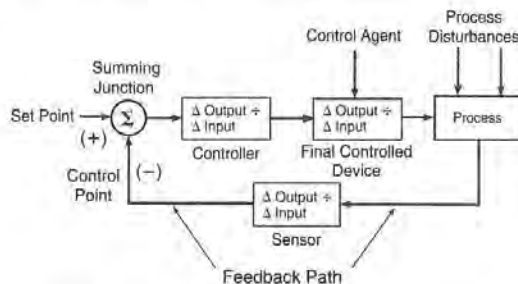 Process
Disturbances
Control Agent
Summing
Junction
Set Point
(+)
Σ
Δ Output ÷
Δ Input
Controller
Δ Output ÷
Δ Input
Final Controlled
Device
Process
(−)
Control
Point
Δ Output ÷
Δ Input
Sensor
Feedback Path